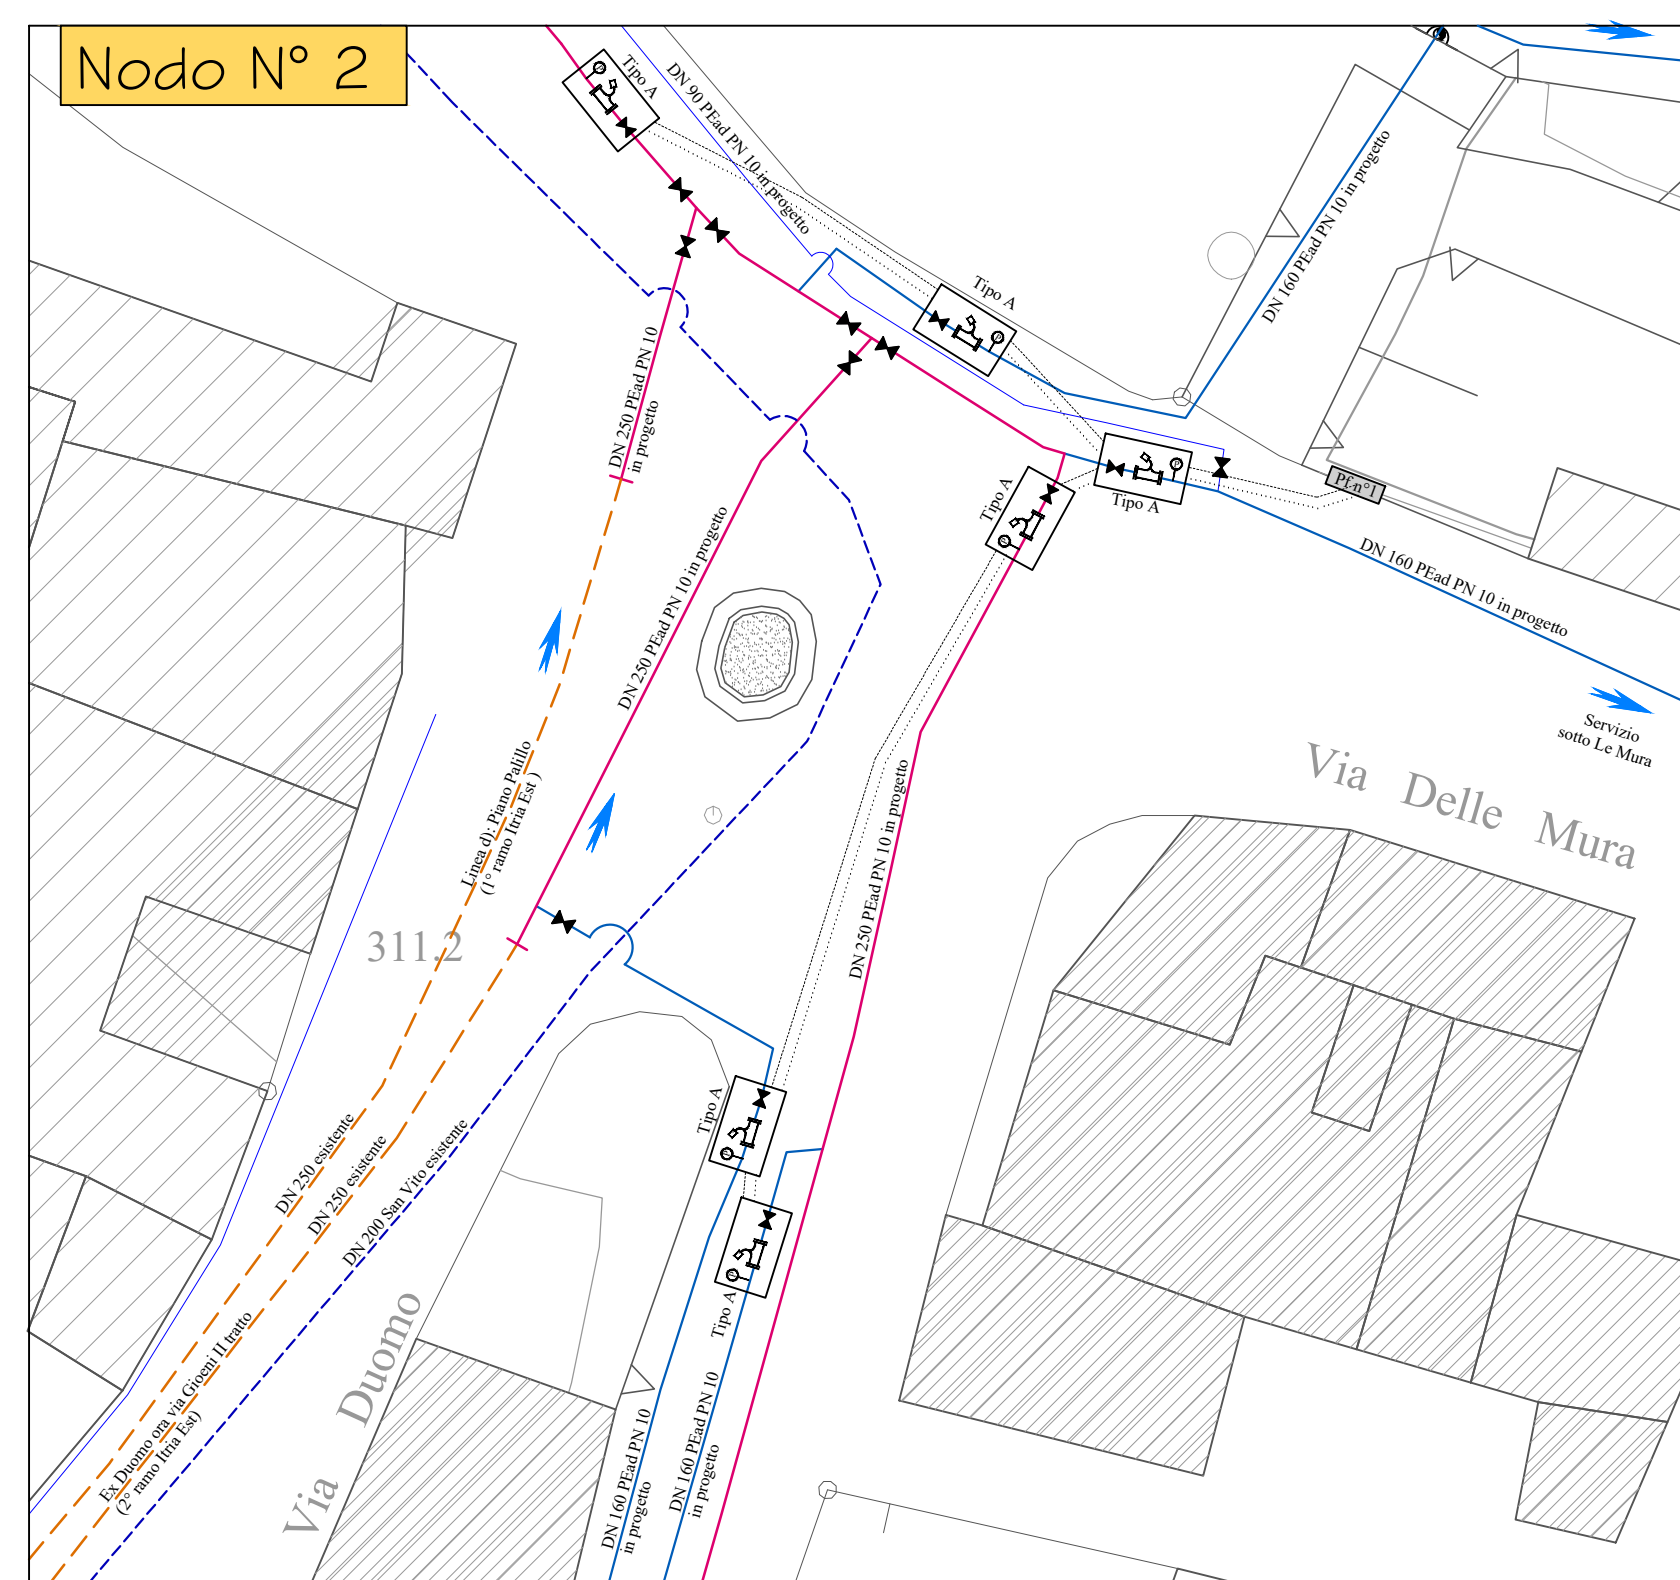 Nodo N° 2
Tipo A
DN 90 PEad PN 10 in progetto
Tipo A
DN 160 PEad PN 10 in progetto
DN 250 PEad PN 10
in progetto
Tipo A
Tipo A
Pf n°1
DN 160 PEad PN 10 in progetto
DN 250 PEad PN 10 in progetto
Servizio
sotto Le Mura
Via Delle Mura
Linea d): Piano Palillo
(1° ramo Itria Est )
DN 250 PEad PN 10 in progetto
311.2
Tipo A
DN 250 esistente
DN 250 esistente
DN 200 San Vito esistente
Tipo A
Via Duomo
Ex Duomo ora via Gioeni II tratto
(2° ramo Itria Est)
DN 160 PEad PN 10
in progetto
DN 160 PEad PN 10
in progetto